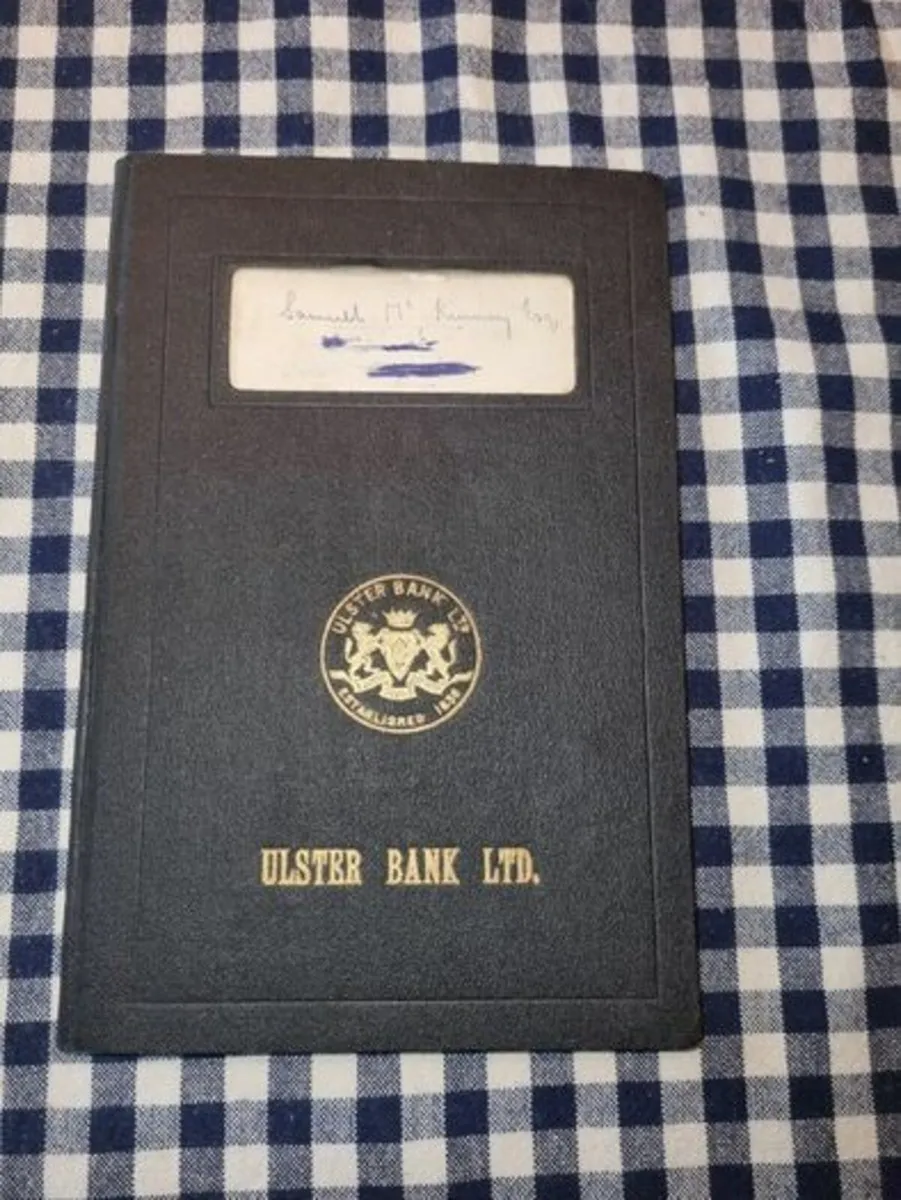 Samuel Mc Kinney Esq.
ULSTER BANK LTD
ESTABLISHED 1836
ULSTER BANK LTD.